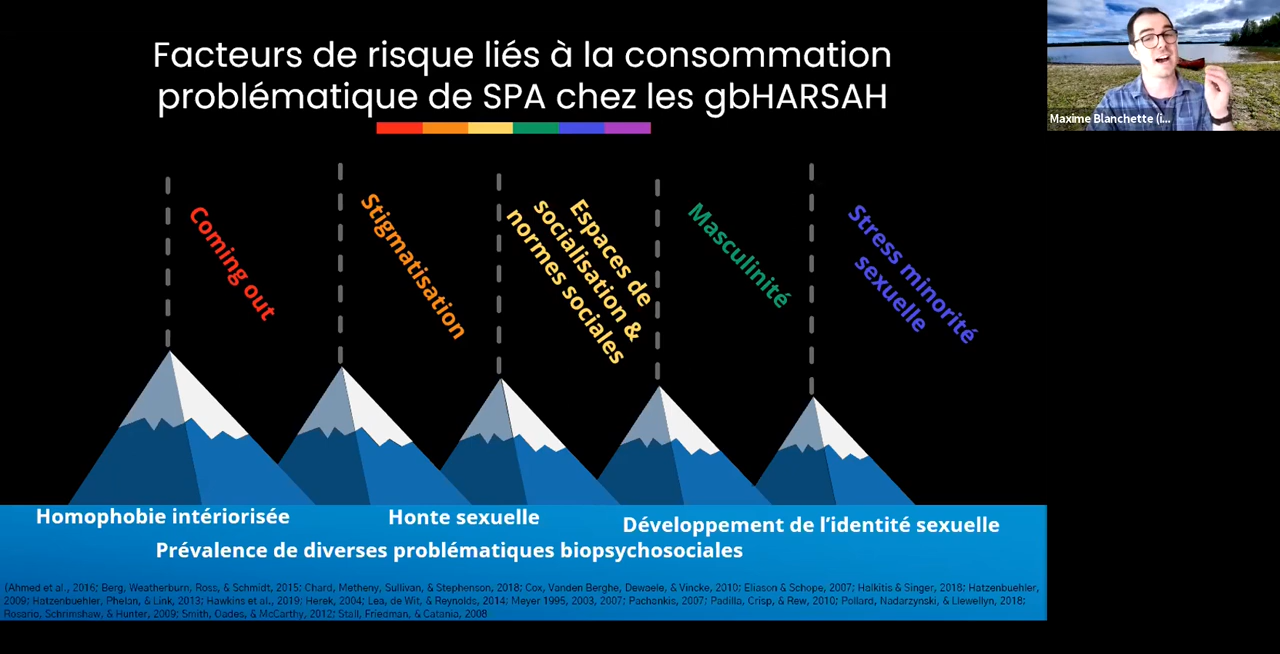 Facteurs de risque liés à la consommation
problématique de SPA chez les gbHARSAH
Maxime Blanchette (i...
Coming out
Stigmatisation
Espaces de
socialisation &
normes sociales
Masculinité
Stress minorité
sexuelle
Homophobie intériorisée
Honte sexuelle
Développement de l’identité sexuelle
Prévalence de diverses problématiques biopsychosociales
(Ahmed et al., 2016; Berg, Weatherburn, Ross, & Schmidt, 2015; Chard, Metheny, Sullivan, & Stephenson, 2018; Cox, Vanden Berghe, Dewaele, & Vincke, 2010; Eliason & Schope, 2007; Halkitis & Singer, 2018; Hatzenbuehler,
2009; Hatzenbuehler, Phelan, & Link, 2013; Hawkins et al., 2019; Herek, 2004; Lea, de Wit, & Reynolds, 2014; Meyer 1995, 2003, 2007; Pachankis, 2007; Padilla, Crisp, & Rew, 2010; Pollard, Nadarzynski, & Llewellyn, 2018;
Rosario, Schrimshaw, & Hunter, 2009; Smith, Oades, & McCarthy, 2012; Stall, Friedman, & Catania, 2008